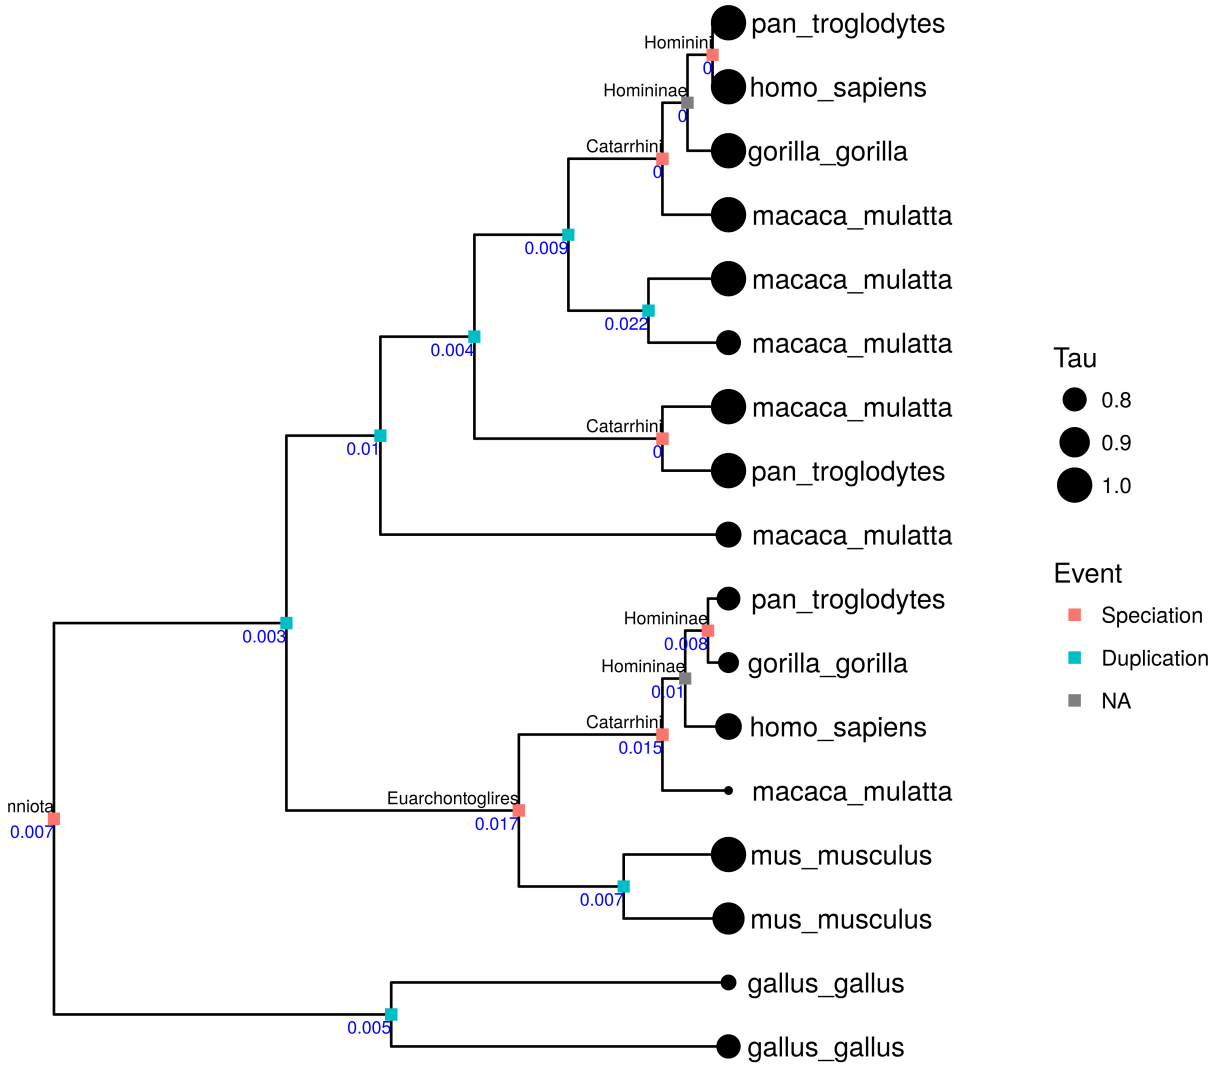 pan_troglodytes
Hominini
0
homo_sapiens
Homininae
0
gorilla_gorilla
Catarrhini
0
macaca_mulatta
0.009
macaca_mulatta
0.022
macaca_mulatta
0.004
macaca_mulatta
Catarrhini
0
pan_troglodytes
0.01
macaca_mulatta
pan_troglodytes
Homininae
0.008
0.003
gorilla_gorilla
Homininae
0.01
homo_sapiens
Catarrhini
0.015
macaca_mulatta
Euarchontoglires
0.017
nniota
0.007
mus_musculus
0.007
mus_musculus
gallus_gallus
0.005
gallus_gallus
Tau
0.8
0.9
1.0
Event
Speciation
Duplication
NA